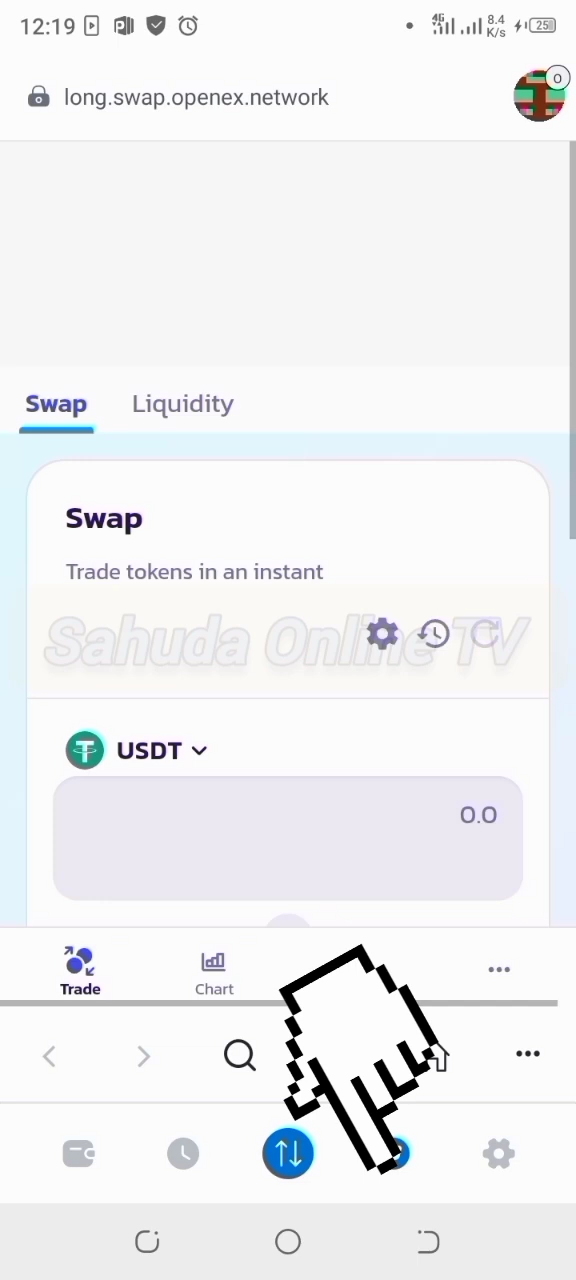 12:19 4G 8.4 K/s 25
long.swap.openex.network 0
Swap Liquidity
Swap
Trade tokens in an instant
Sahuda Online TV
USDT
0.0
Trade Chart